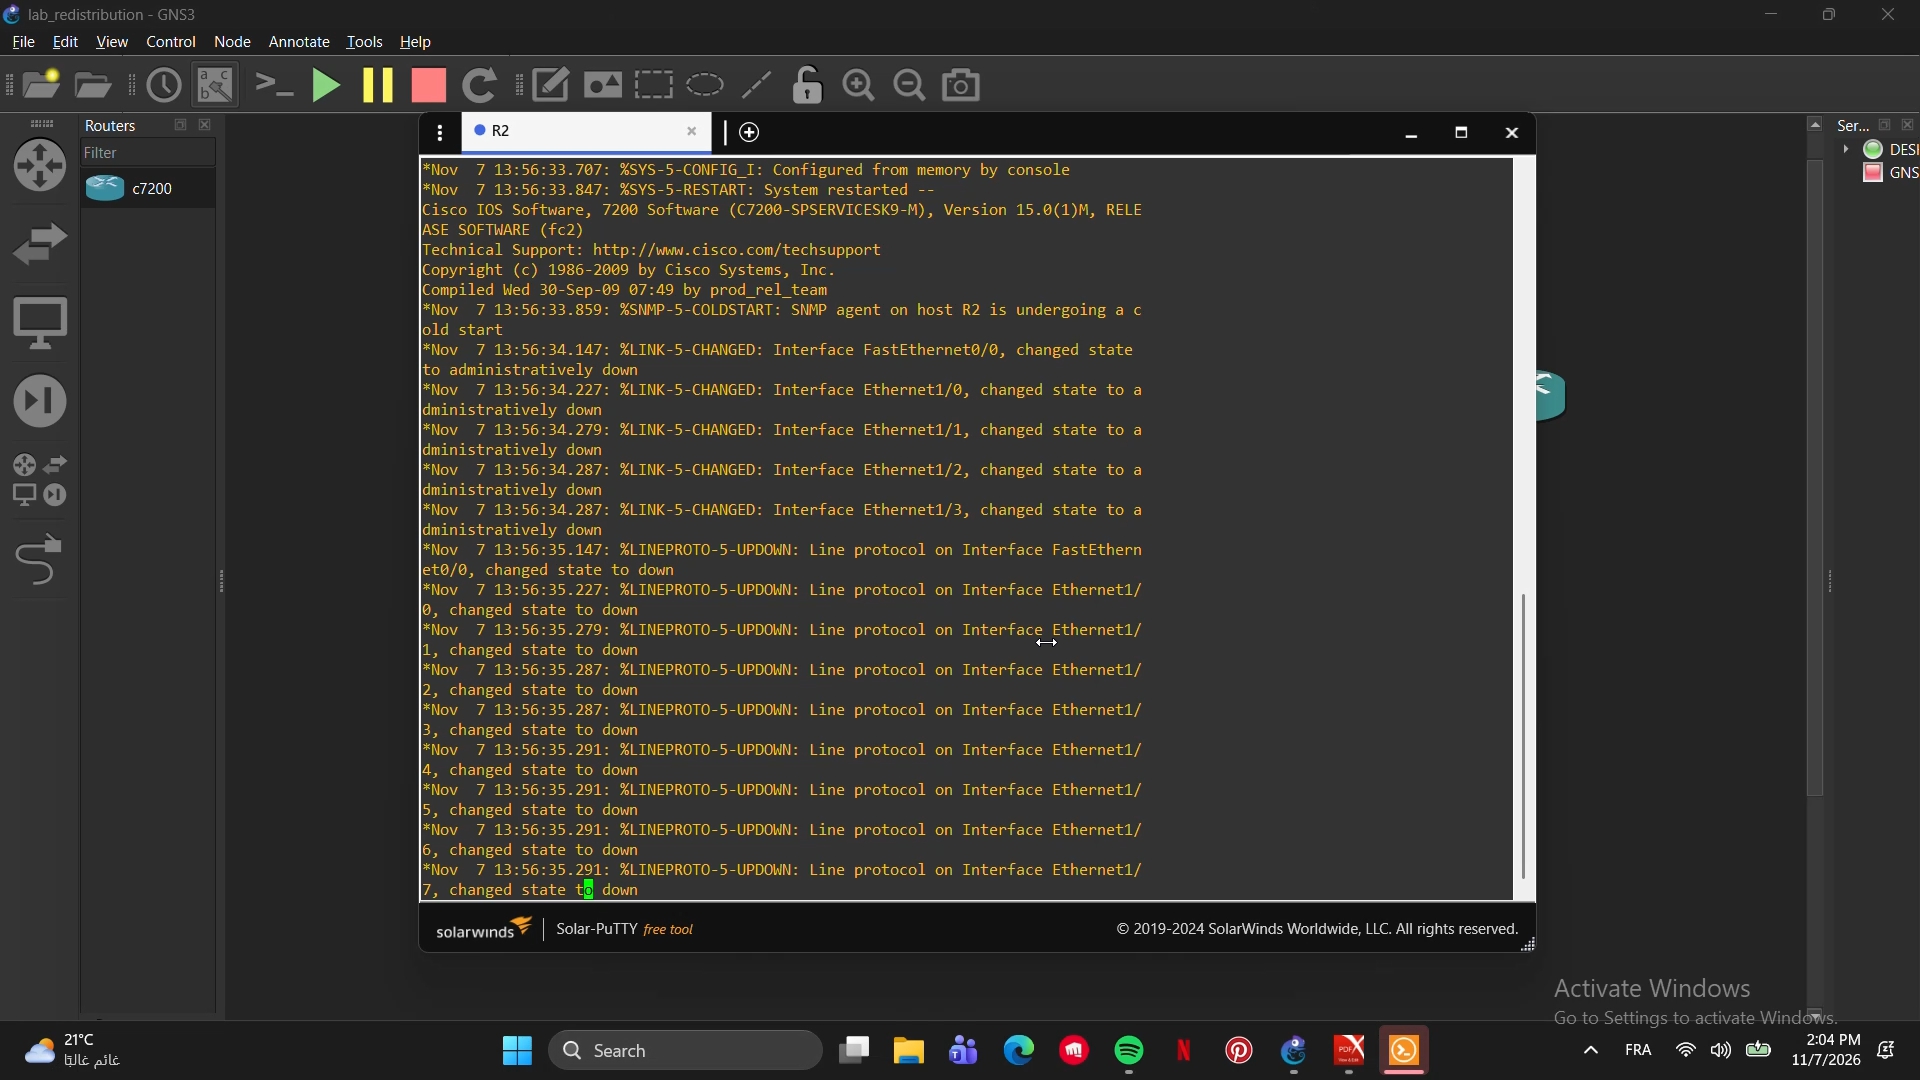 lab_redistribution - GNS3
File Edit View Control Node Annotate Tools Help
Routers
Filter
c7200
R2
*Nov  7 13:56:33.707: %SYS-5-CONFIG_I: Configured from memory by console
*Nov  7 13:56:33.847: %SYS-5-RESTART: System restarted --
Cisco IOS Software, 7200 Software (C7200-SPSERVICESK9-M), Version 15.0(1)M, RELE
ASE SOFTWARE (fc2)
Technical Support: http://www.cisco.com/techsupport
Copyright (c) 1986-2009 by Cisco Systems, Inc.
Compiled Wed 30-Sep-09 07:49 by prod_rel_team
*Nov  7 13:56:33.859: %SNMP-5-COLDSTART: SNMP agent on host R2 is undergoing a c
old start
*Nov  7 13:56:34.147: %LINK-5-CHANGED: Interface FastEthernet0/0, changed state
to administratively down
*Nov  7 13:56:34.227: %LINK-5-CHANGED: Interface Ethernet1/0, changed state to a
dministratively down
*Nov  7 13:56:34.279: %LINK-5-CHANGED: Interface Ethernet1/1, changed state to a
dministratively down
*Nov  7 13:56:34.287: %LINK-5-CHANGED: Interface Ethernet1/2, changed state to a
dministratively down
*Nov  7 13:56:34.287: %LINK-5-CHANGED: Interface Ethernet1/3, changed state to a
dministratively down
*Nov  7 13:56:35.147: %LINEPROTO-5-UPDOWN: Line protocol on Interface FastEthern
et0/0, changed state to down
*Nov  7 13:56:35.227: %LINEPROTO-5-UPDOWN: Line protocol on Interface Ethernet1/
0, changed state to down
*Nov  7 13:56:35.279: %LINEPROTO-5-UPDOWN: Line protocol on Interface Ethernet1/
1, changed state to down
*Nov  7 13:56:35.287: %LINEPROTO-5-UPDOWN: Line protocol on Interface Ethernet1/
2, changed state to down
*Nov  7 13:56:35.287: %LINEPROTO-5-UPDOWN: Line protocol on Interface Ethernet1/
3, changed state to down
*Nov  7 13:56:35.291: %LINEPROTO-5-UPDOWN: Line protocol on Interface Ethernet1/
4, changed state to down
*Nov  7 13:56:35.291: %LINEPROTO-5-UPDOWN: Line protocol on Interface Ethernet1/
5, changed state to down
*Nov  7 13:56:35.291: %LINEPROTO-5-UPDOWN: Line protocol on Interface Ethernet1/
6, changed state to down
*Nov  7 13:56:35.291: %LINEPROTO-5-UPDOWN: Line protocol on Interface Ethernet1/
7, changed state to down
solarwinds Solar-PuTTY free tool
© 2019-2024 SolarWinds Worldwide, LLC. All rights reserved.
Ser...
DESI
GNS
Activate Windows
Go to Settings to activate Windows.
21°C
غائم غالبًا
Search
FRA
2:04 PM
11/7/2026